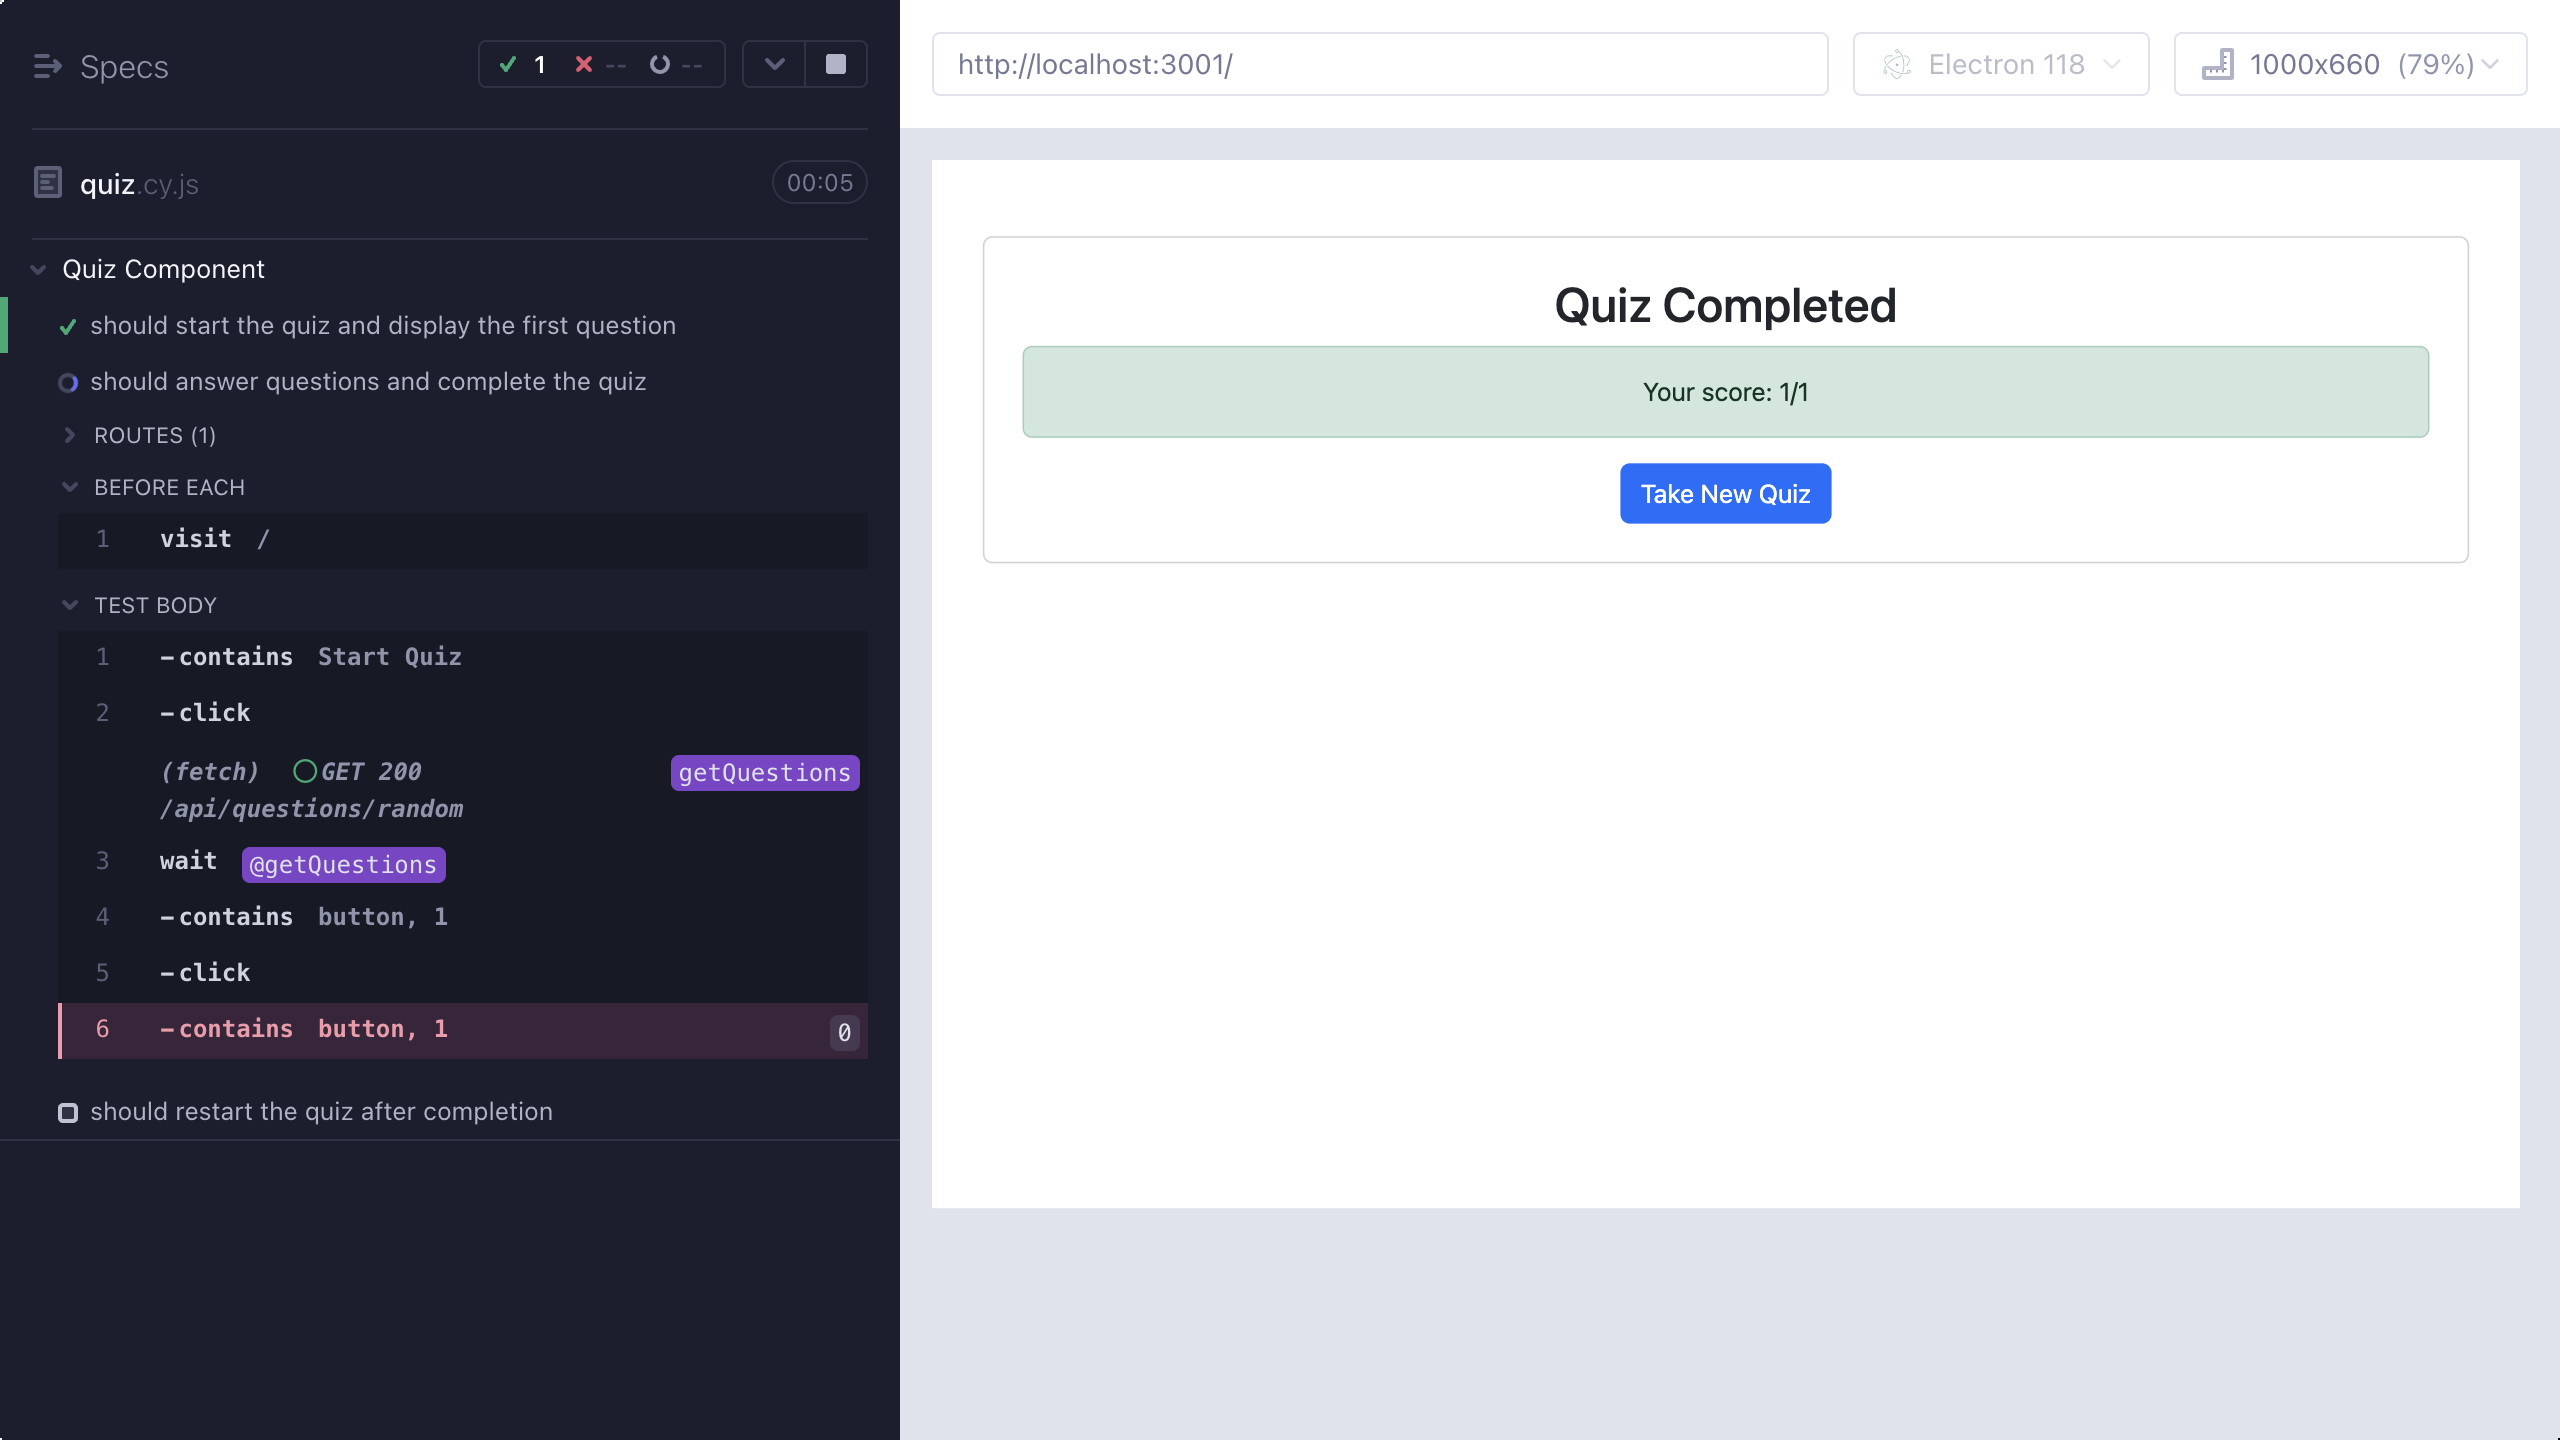 Specs
1
--
--
quiz.cy.js
00:05
Quiz Component
should start the quiz and display the first question
should answer questions and complete the quiz
ROUTES (1)
BEFORE EACH
1 visit /
TEST BODY
1 -contains Start Quiz
2 -click
(fetch) GET 200 getQuestions
/api/questions/random
3 wait @getQuestions
4 -contains button, 1
5 -click
6 -contains button, 1 0
should restart the quiz after completion
http://localhost:3001/
Electron 118
1000x660 (79%)
Quiz Completed
Your score: 1/1
Take New Quiz